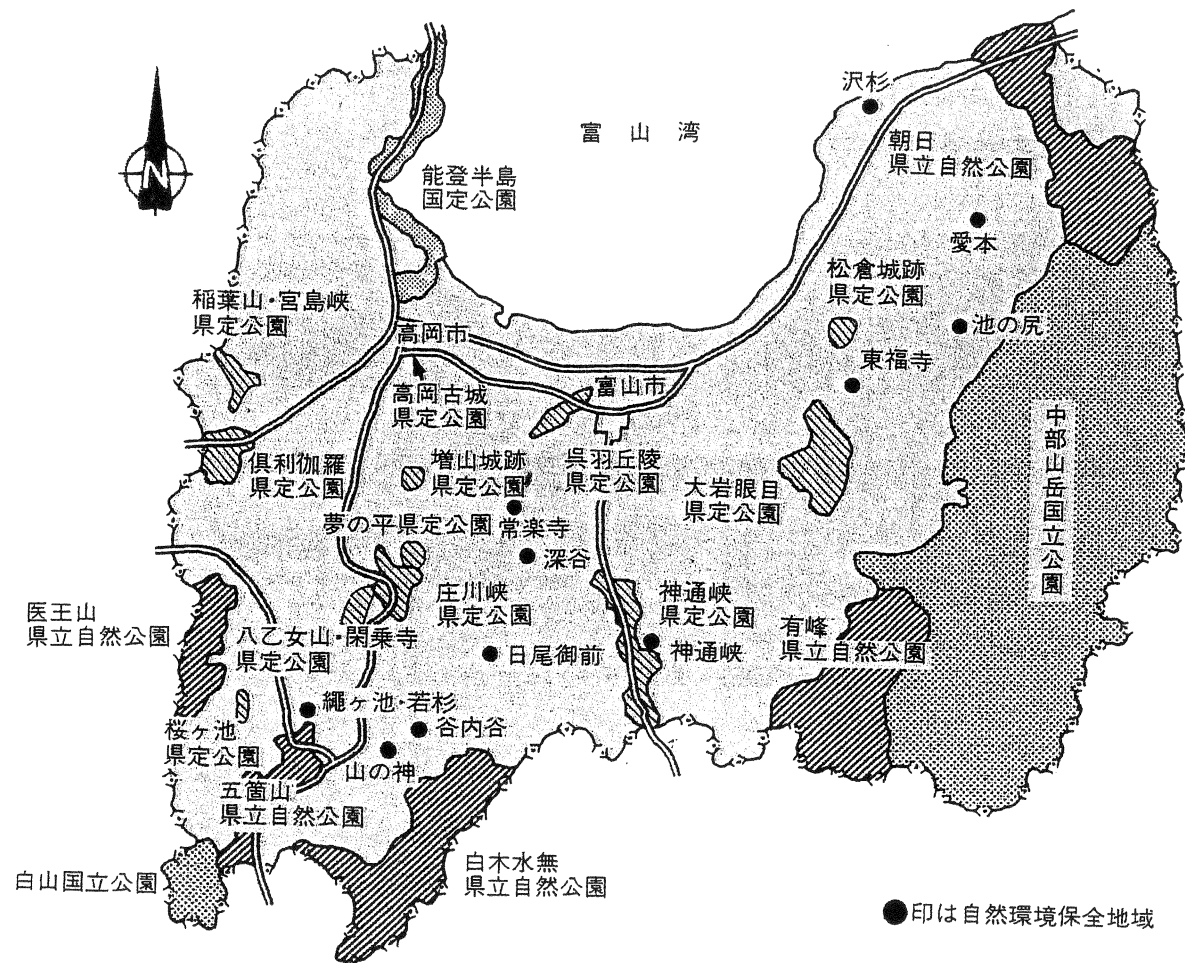 沢杉
富山湾
朝日
県立自然公園
能登半島
国定公園
N
愛本
松倉城跡
県定公園
稲葉山・宮島峡
県定公園
池の尻
高岡市
東福寺
富山市
高岡古城
県定公園
中部山岳国立公園
倶利伽羅
県定公園
増山城跡
県定公園
呉羽丘陵
県定公園
大岩眼目
県定公園
夢の平県定公園
常楽寺
深谷
庄川峡
県定公園
神通峡
県定公園
医王山
県立自然公園
八乙女山・閑乗寺
県定公園
日尾御前
神通峡
有峰
県立自然公園
縄ヶ池・若杉
谷内谷
桜ヶ池
県定公園
山の神
五箇山
県立自然公園
白山国立公園
白木水無
県立自然公園
●印は自然環境保全地域